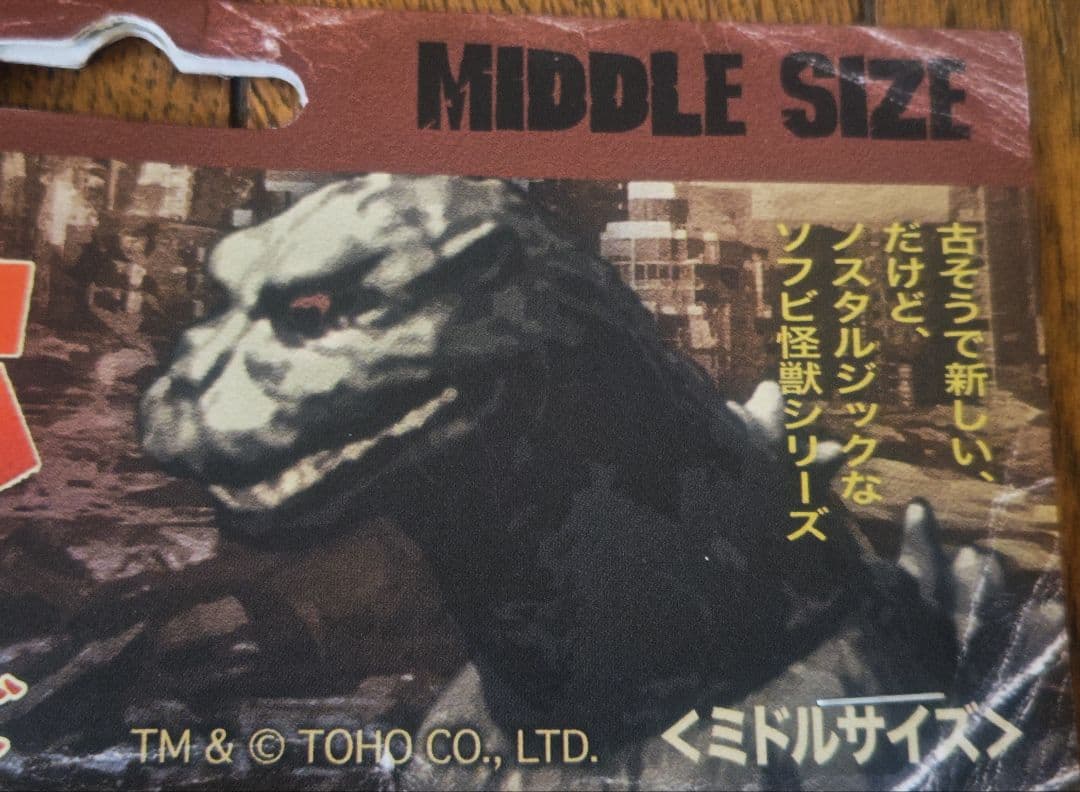 MIDDLE SIZE
古そうで新しい、
だけど、
ノスタルジックな
ソフビ怪獣シリーズ
TM & © TOHO CO., LTD.
<ミドルサイズ>